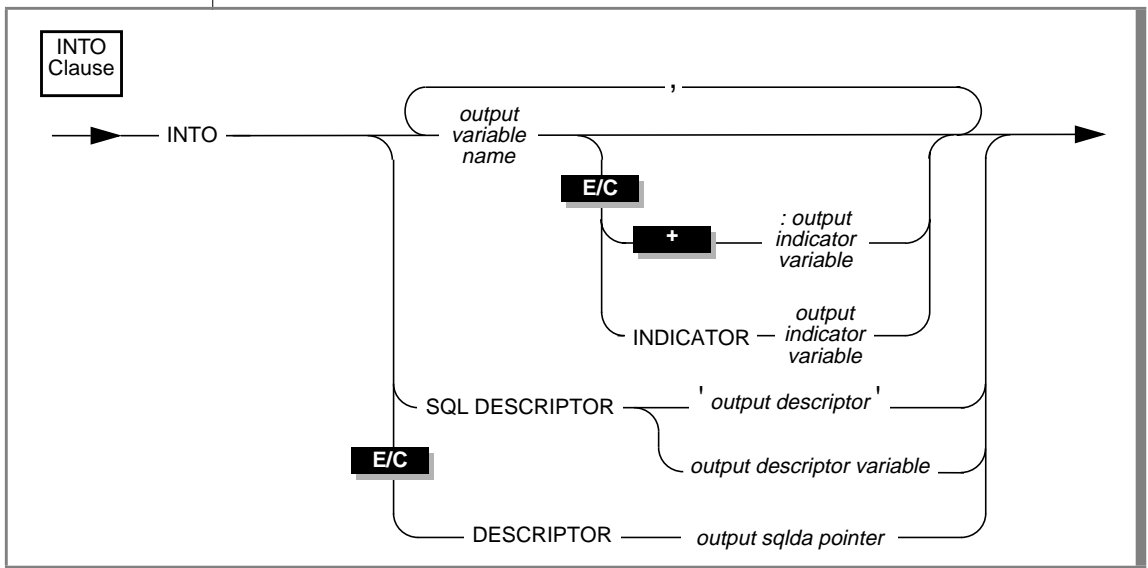 INTO
Clause
,
INTO
output
variable
name
E/C
+
: output
indicator
variable
INDICATOR
output
indicator
variable
SQL DESCRIPTOR
' output descriptor '
output descriptor variable
E/C
DESCRIPTOR
output sqlda pointer